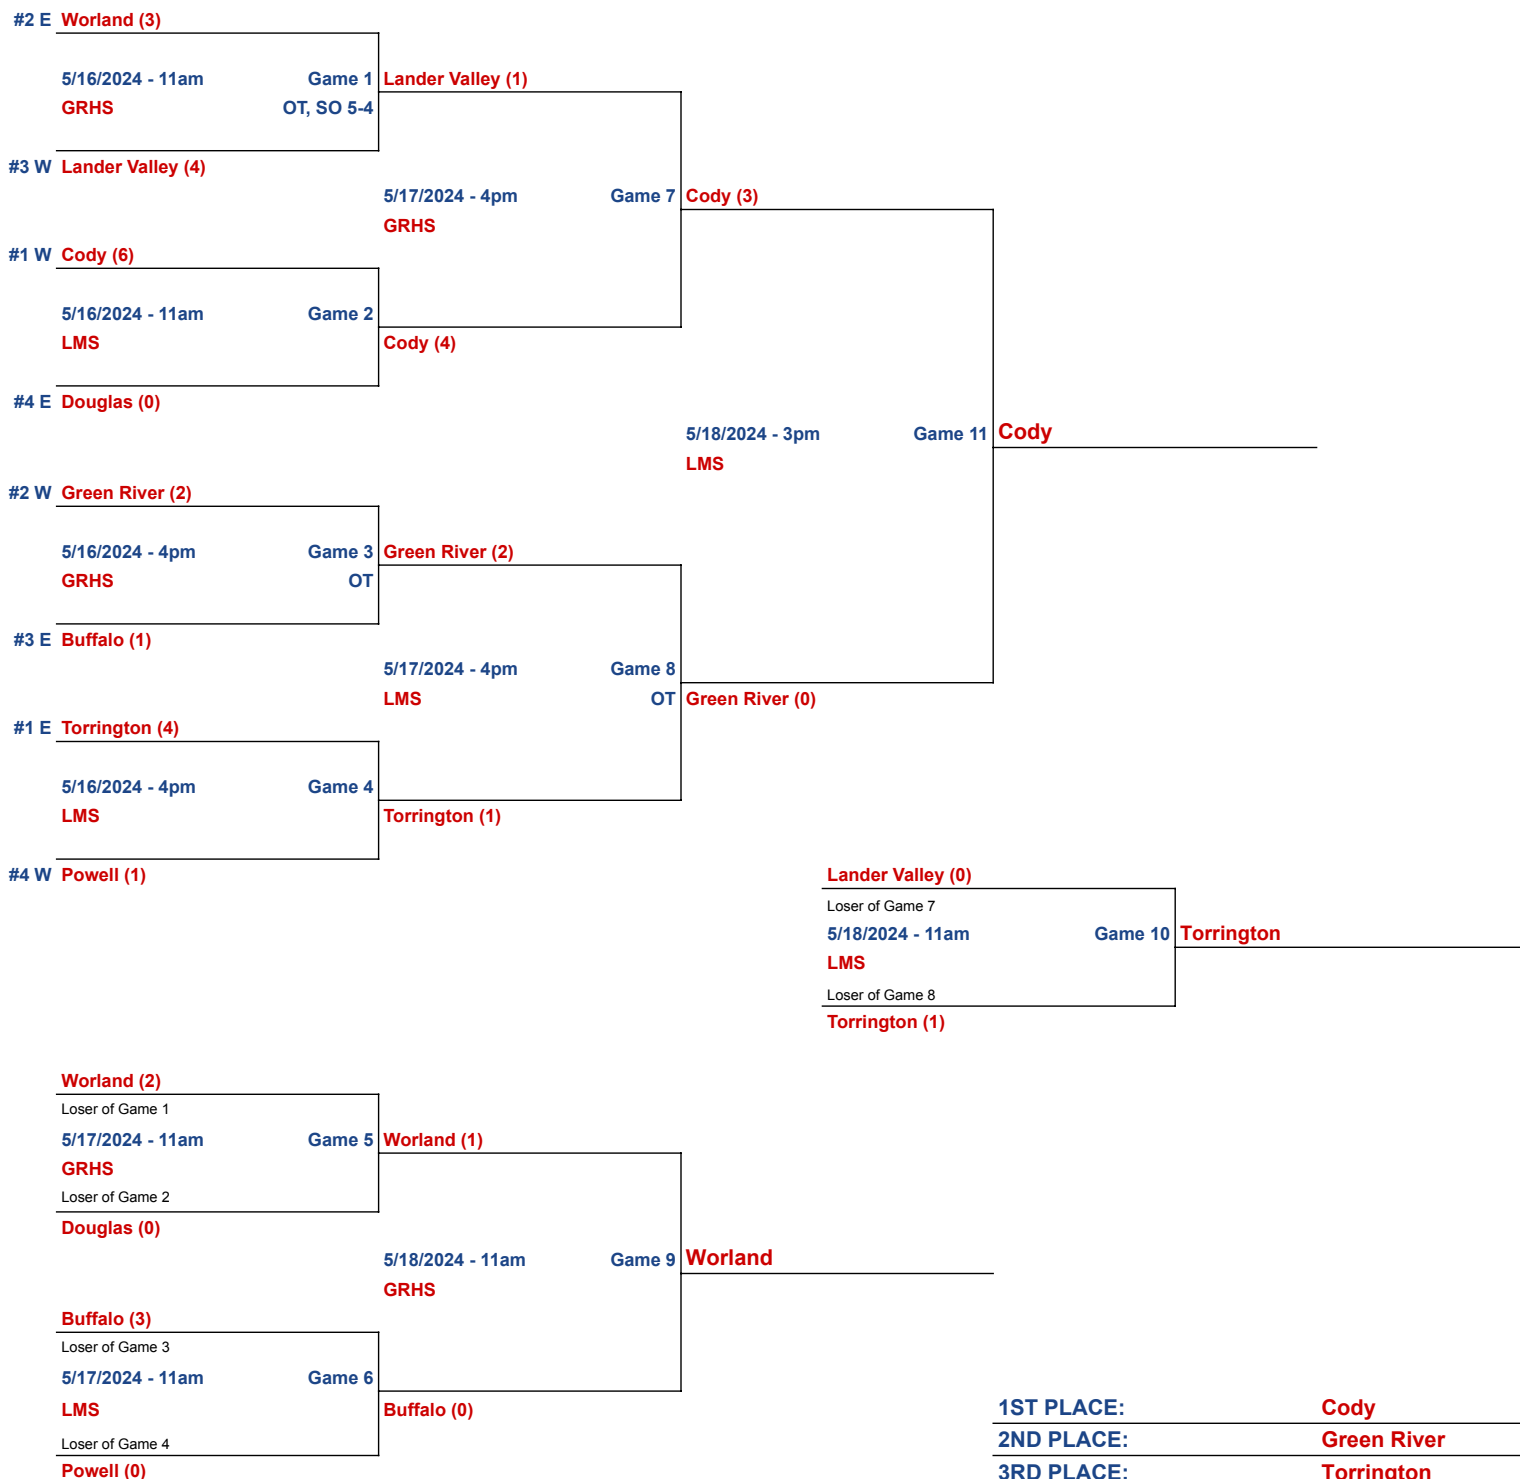 #2 E Worland (3)
5/16/2024 - 11am Game 1 Lander Valley (1)
GRHS OT, SO 5-4
#3 W Lander Valley (4)
5/17/2024 - 4pm Game 7 Cody (3)
GRHS
#1 W Cody (6)
5/16/2024 - 11am Game 2
LMS Cody (4)
#4 E Douglas (0)
5/18/2024 - 3pm Game 11 Cody
LMS
#2 W Green River (2)
5/16/2024 - 4pm Game 3 Green River (2)
GRHS OT
#3 E Buffalo (1)
5/17/2024 - 4pm Game 8
LMS OT Green River (0)
#1 E Torrington (4)
5/16/2024 - 4pm Game 4
LMS Torrington (1)
#4 W Powell (1) Lander Valley (0)
Loser of Game 7
5/18/2024 - 11am Game 10 Torrington
LMS
Loser of Game 8
Torrington (1)
Worland (2)
Loser of Game 1
5/17/2024 - 11am Game 5 Worland (1)
GRHS
Loser of Game 2
Douglas (0)
5/18/2024 - 11am Game 9 Worland
GRHS
Buffalo (3)
Loser of Game 3
5/17/2024 - 11am Game 6
LMS Buffalo (0) 1ST PLACE: Cody
Loser of Game 4 2ND PLACE: Green River
Powell (0) 3RD PLACE: Torrington